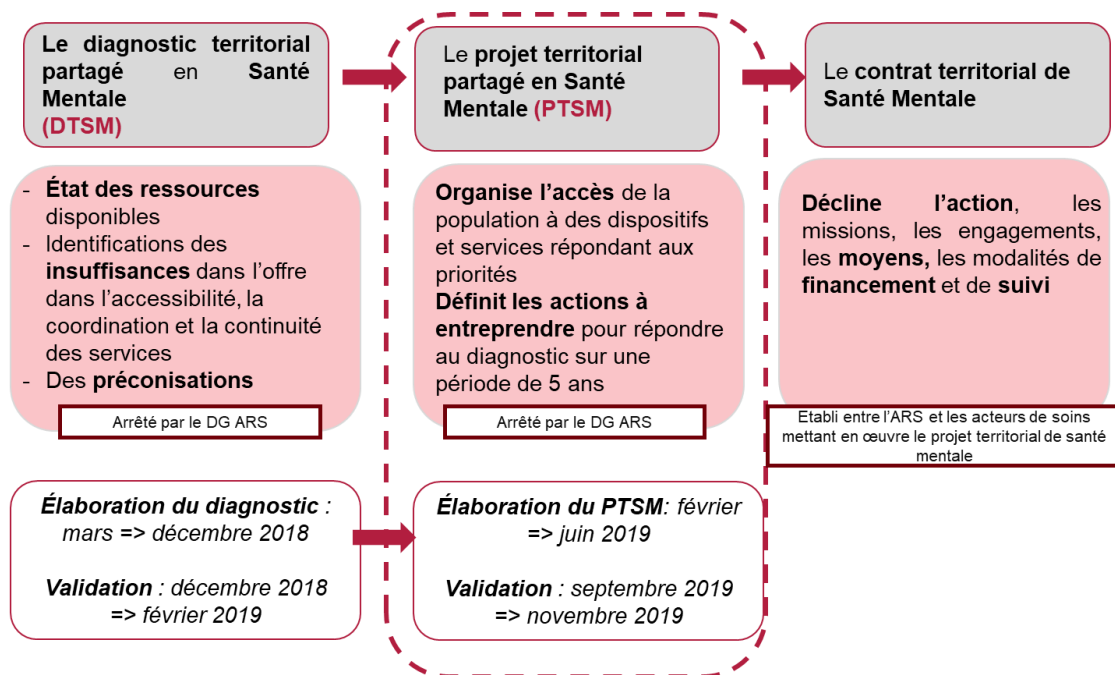 Le diagnostic territorial
partagé en Santé
Mentale
(DTSM)
Le projet territorial
partagé en Santé
Mentale (PTSM)
Le contrat territorial de
Santé Mentale
- État des ressources
disponibles
- Identifications des
insuffisances dans l’offre
dans l’accessibilité, la
coordination et la continuité
des services
- Des préconisations
Arrêté par le DG ARS
Organise l’accès de la
population à des dispositifs
et services répondant aux
priorités
Définit les actions à
entreprendre pour répondre
au diagnostic sur une
période de 5 ans
Arrêté par le DG ARS
Décline l’action, les
missions, les engagements,
les moyens, les modalités de
financement et de suivi
Etabli entre l’ARS et les acteurs de soins
mettant en œuvre le projet territorial de santé
mentale
Élaboration du diagnostic :
mars => décembre 2018
Validation : décembre 2018
=> février 2019
Élaboration du PTSM: février
=> juin 2019
Validation : septembre 2019
=> novembre 2019